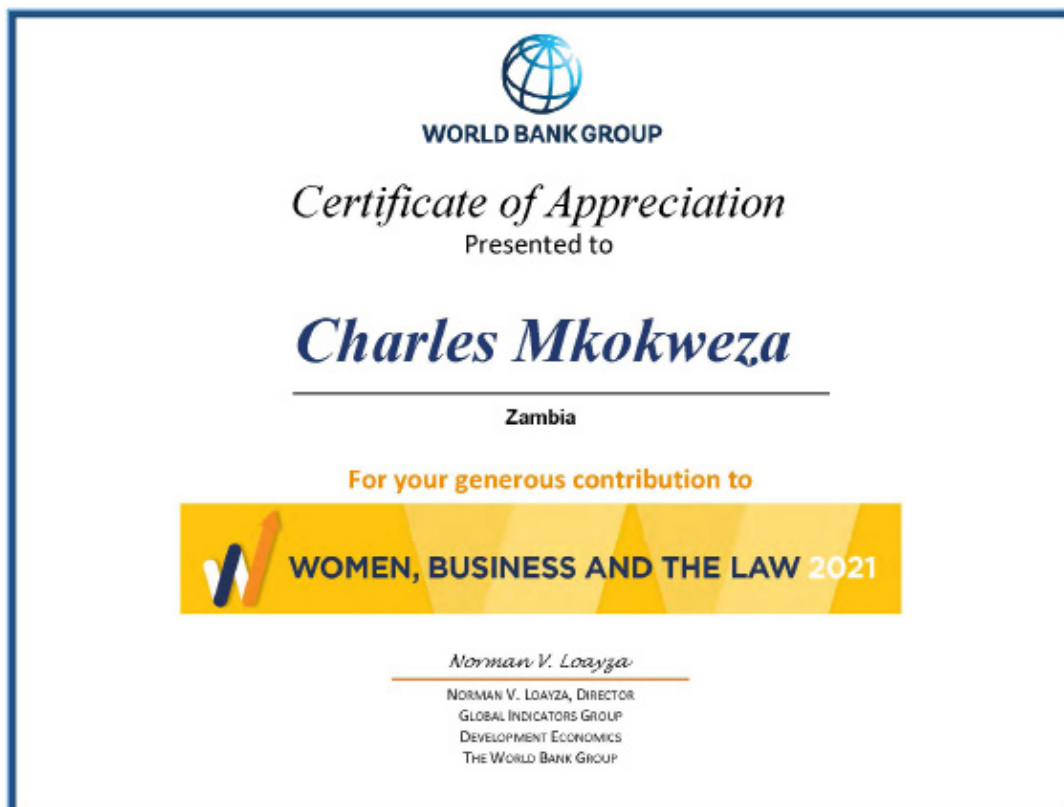 WORLD BANK GROUP
Certificate of Appreciation
Presented to
Charles Mkokweza
Zambia
For your generous contribution to
WOMEN, BUSINESS AND THE LAW 2021
Norman V. Loayza
NORMAN V. LOAYZA, DIRECTOR
GLOBAL INDICATORS GROUP
DEVELOPMENT ECONOMICS
THE WORLD BANK GROUP